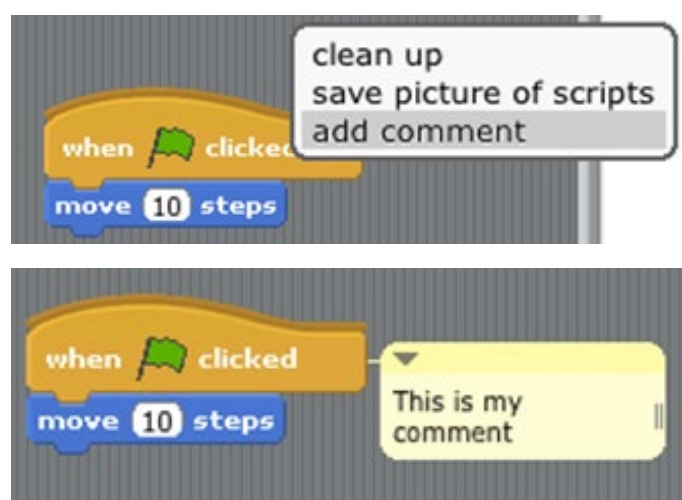 clean up
save picture of scripts
add comment
when clicked
move 10 steps
when clicked
move 10 steps
This is my
comment